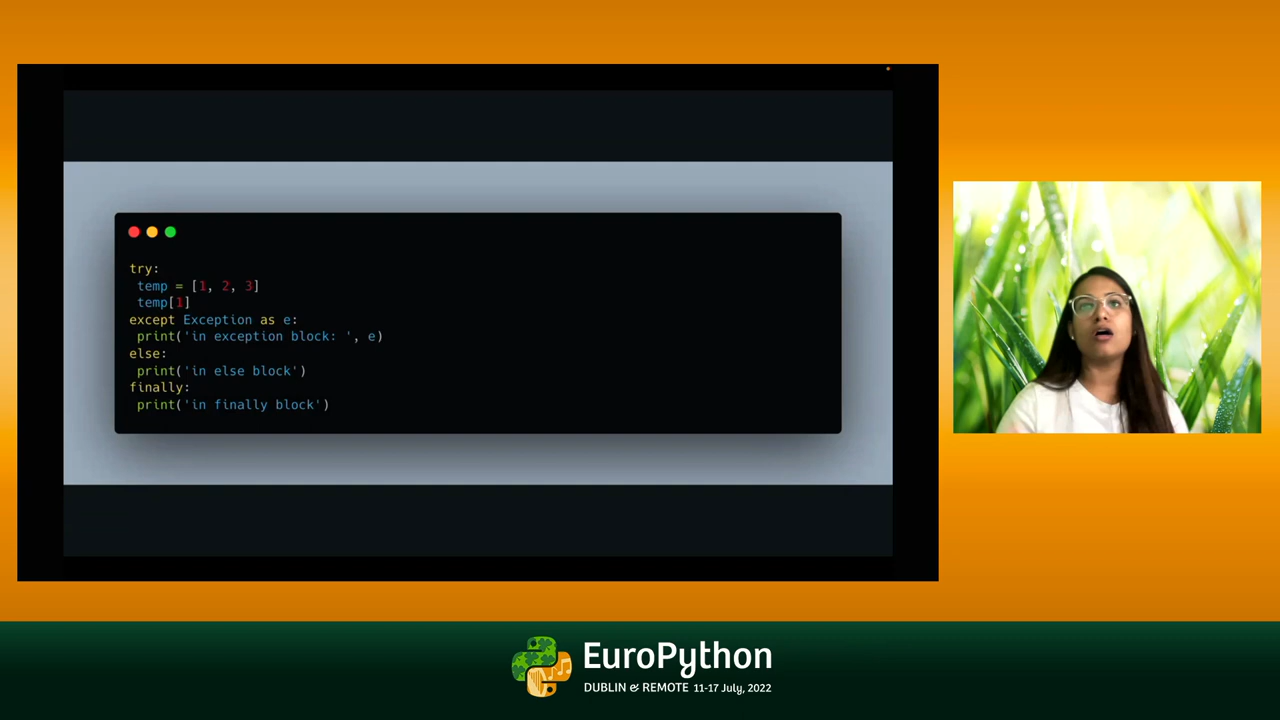 try:
 temp = [1, 2, 3]
 temp[1]
except Exception as e:
 print('in exception block: ', e)
else:
 print('in else block')
finally:
 print('in finally block')
EuroPython
DUBLIN & REMOTE 11-17 July, 2022